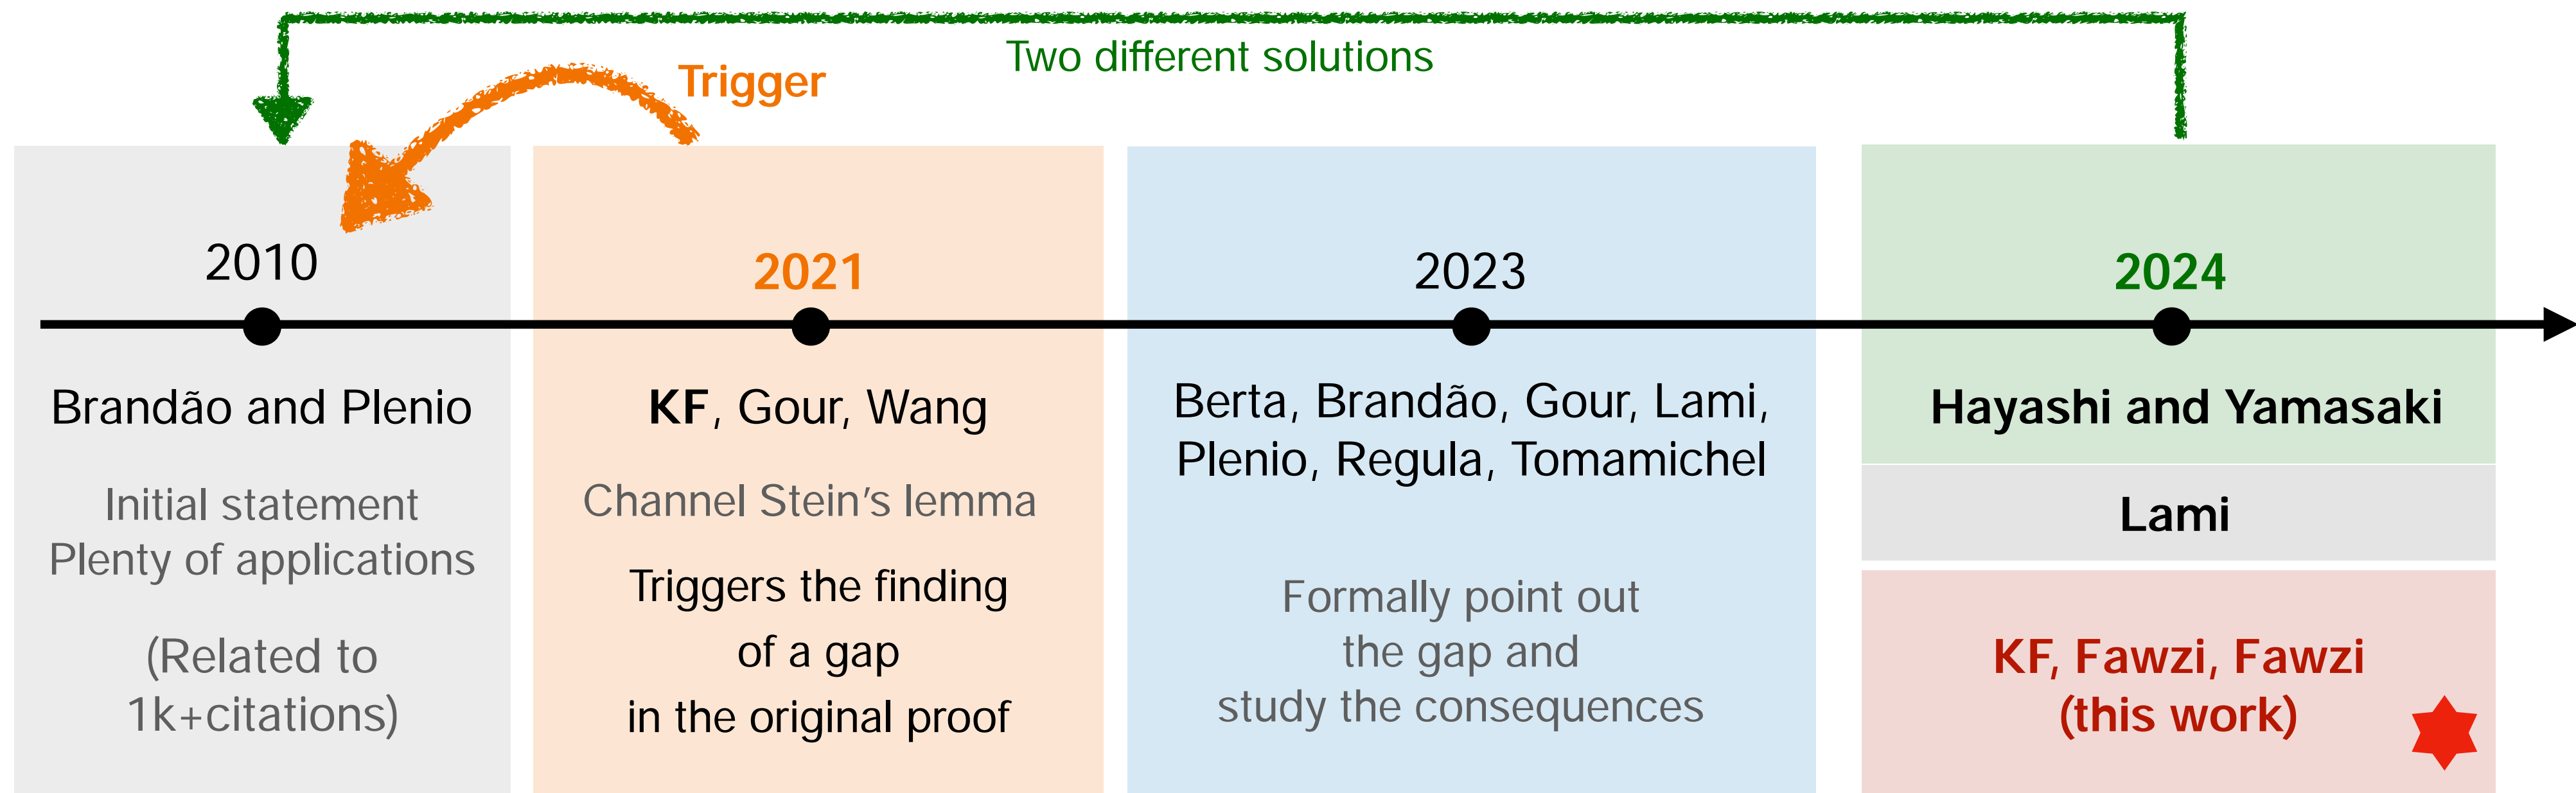 Two different solutions
Trigger
2010
Brandão and Plenio
Initial statement
Plenty of applications
(Related to
1k+citations)
2021
KF, Gour, Wang
Channel Stein’s lemma
Triggers the finding
of a gap
in the original proof
2023
Berta, Brandão, Gour, Lami,
Plenio, Regula, Tomamichel
Formally point out
the gap and
study the consequences
2024
Hayashi and Yamasaki
Lami
KF, Fawzi, Fawzi
(this work)